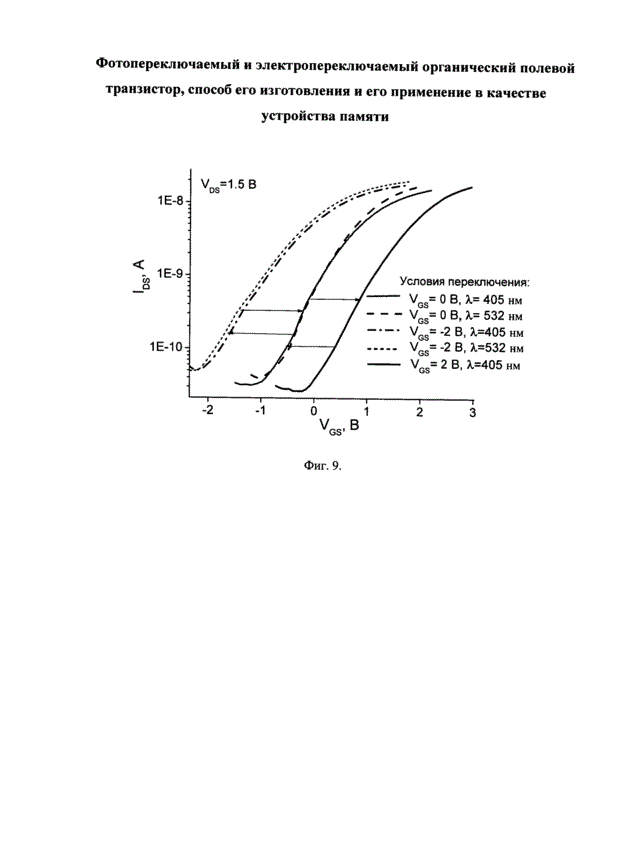 Фотопереключаемый и электропереключаемый органический полевой
транзистор, способ его изготовления и его применение в качестве
устройства памяти
V_DS=1.5 В
1E-8
1E-9
1E-10
I_DS, А
-2 -1 0 1 2 3
V_GS, В
Условия переключения:
V_GS= 0 В, λ= 405 нм
V_GS= 0 В, λ= 532 нм
V_GS= -2 В, λ=405 нм
V_GS= -2 В, λ=532 нм
V_GS= 2 В, λ=405 нм
Фиг. 9.